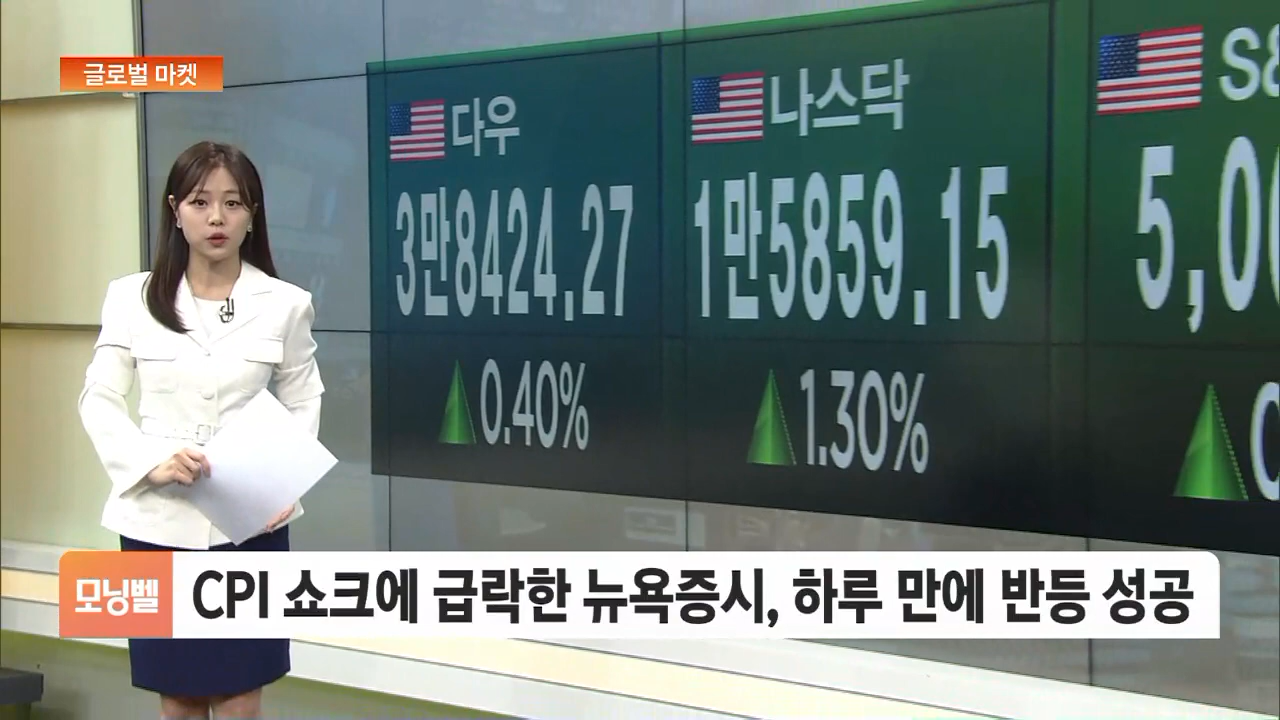 글로벌 마켓
다우
3만8424.27
0.40%
나스닥
1만5859.15
1.30%
모닝벨
CPI 쇼크에 급락한 뉴욕증시, 하루 만에 반등 성공